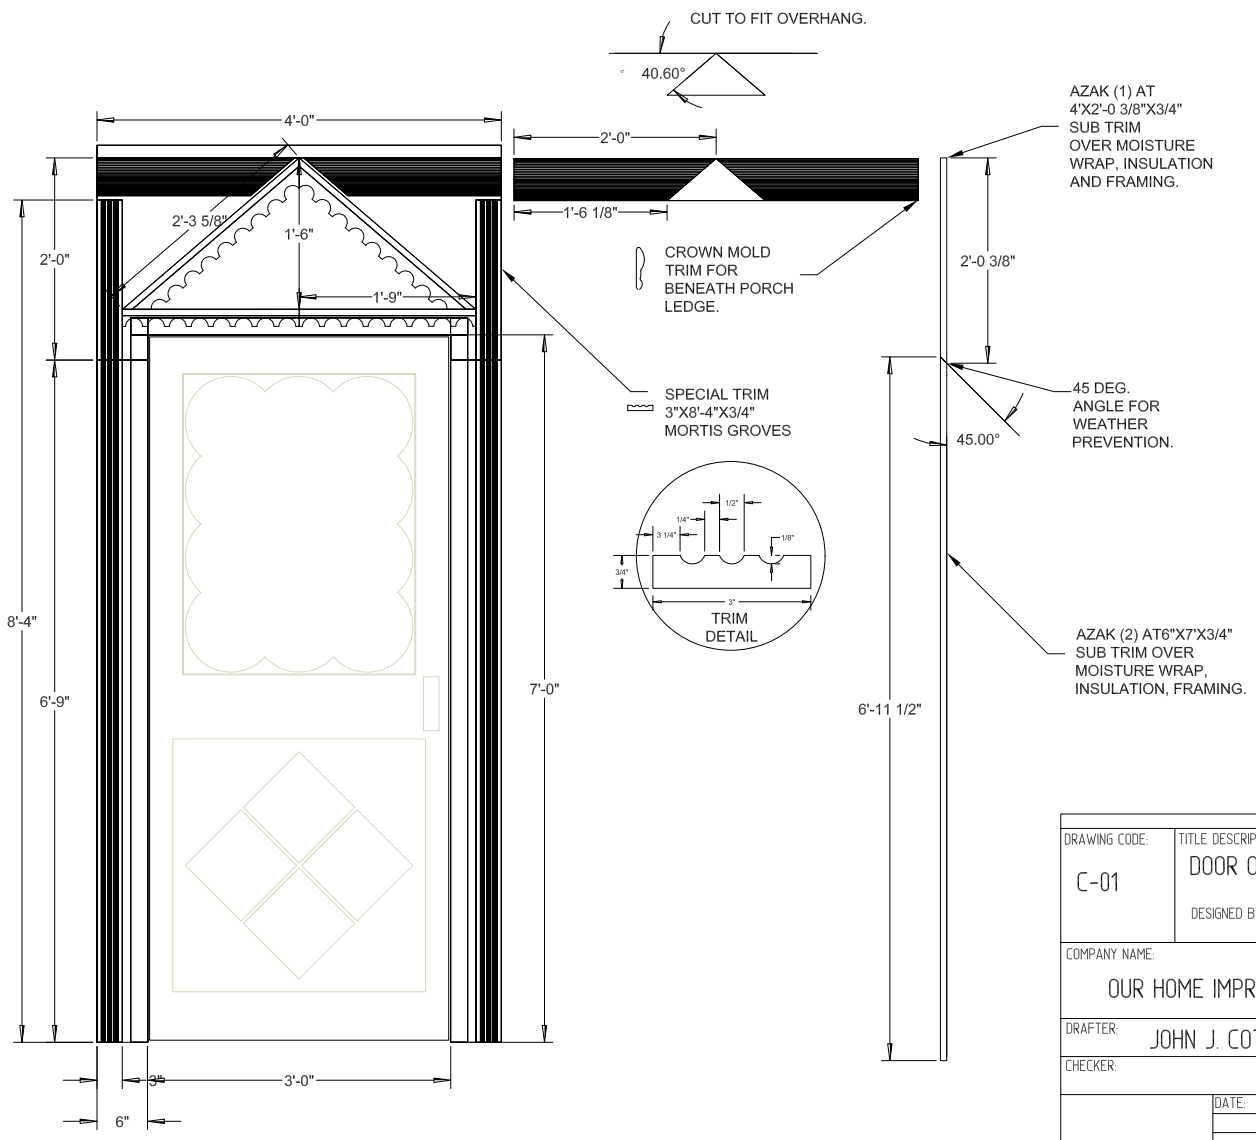 CUT TO FIT OVERHANG.
40.60°
AZAK (1) AT
4'X2'-0 3/8"X3/4"
SUB TRIM
OVER MOISTURE
WRAP, INSULATION
AND FRAMING.
4'-0"
2'-0"
2'-3 5/8"
1'-6"
1'-6 1/8"
2'-0"
1'-9"
CROWN MOLD
TRIM FOR
BENEATH PORCH
LEDGE.
2'-0 3/8"
SPECIAL TRIM
3"X8'-4"X3/4"
MORTIS GROVES
45 DEG.
ANGLE FOR
WEATHER
PREVENTION.
45.00°
1/2"
1/4"
3 1/4"
1/8"
3/4"
3"
TRIM
DETAIL
8'-4"
6'-9"
7'-0"
6'-11 1/2"
AZAK (2) AT6"X7'X3/4"
SUB TRIM OVER
MOISTURE WRAP,
INSULATION, FRAMING.
3"
3'-0"
6"
DRAWING CODE:
C-01
TITLE DESCRIP
DOOR O
DESIGNED B
COMPANY NAME:
OUR HOME IMPR
DRAFTER:
JOHN J. COT
CHECKER:
DATE: